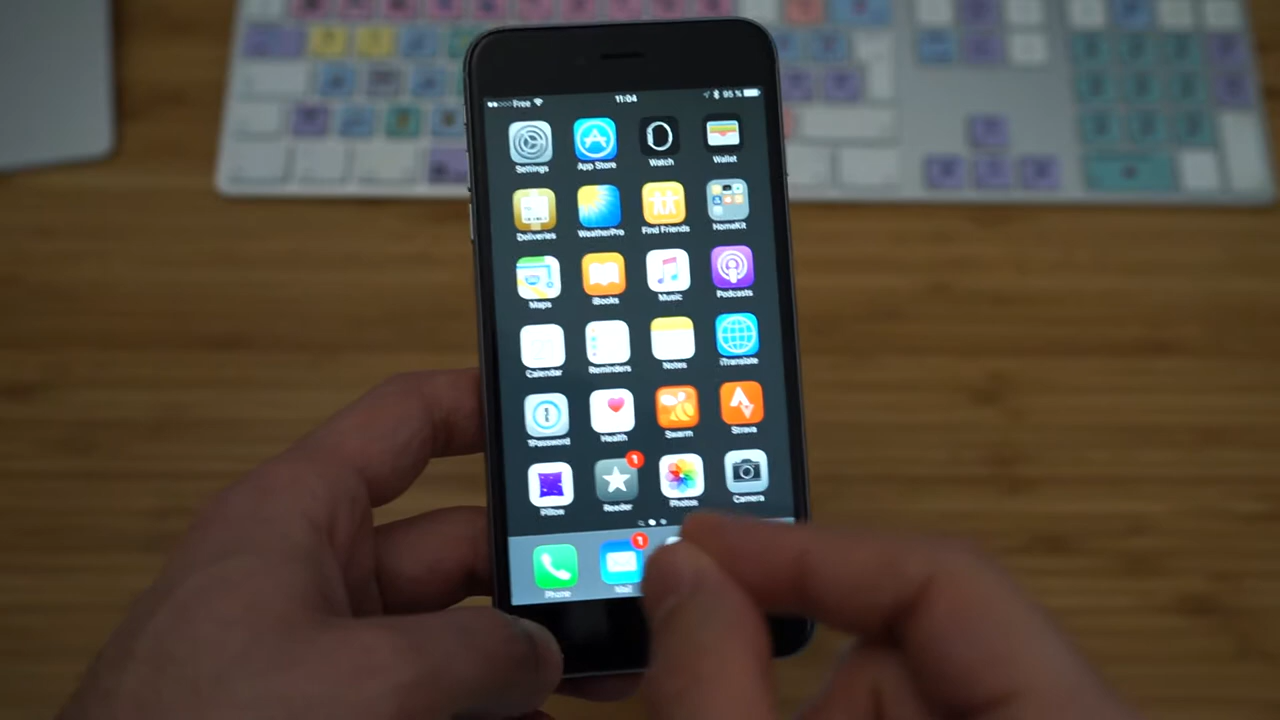 Free 11:04 95 %
Settings App Store Watch Wallet
Deliveries WeatherPro Find Friends HomeKit
Maps iBooks Music Podcasts
Calendar Reminders Notes iTranslate
1Password Health Swarm Strava
1
Pillow Reeder Photos Camera
1
Phone Mail